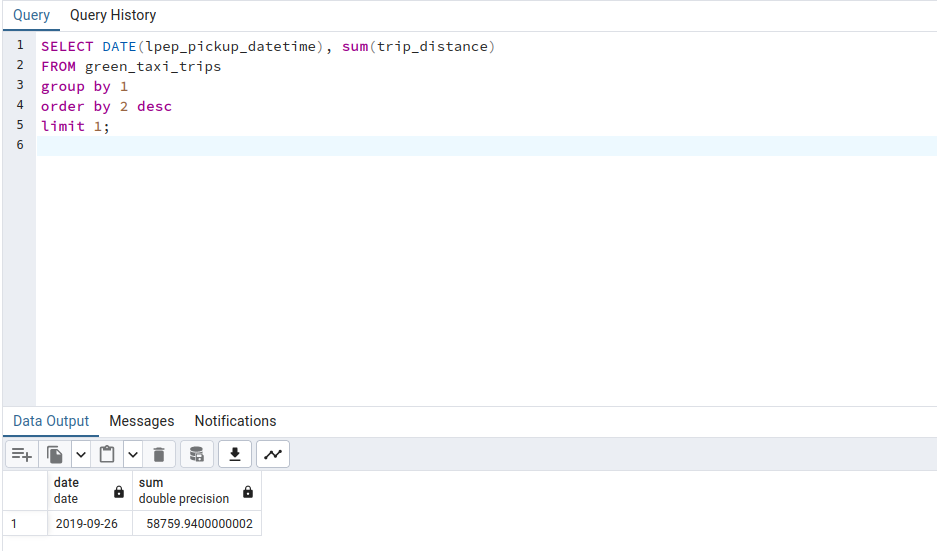 Query Query History
1 SELECT DATE(lpep_pickup_datetime), sum(trip_distance)
2 FROM green_taxi_trips
3 group by 1
4 order by 2 desc
5 limit 1;
6
Data Output Messages Notifications
date sum
date double precision
1 2019-09-26 58759.9400000002